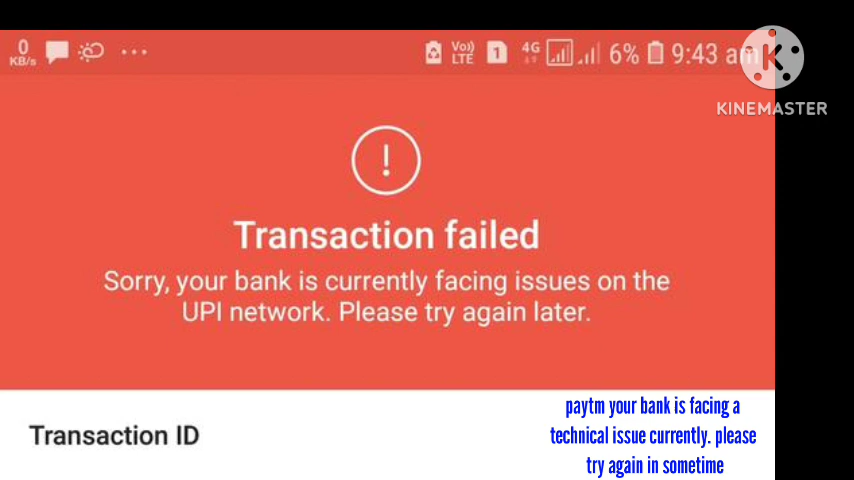 0
KB/s
Vo))
LTE
1
4G
6%
9:43 am
K
KINEMASTER
!
Transaction failed
Sorry, your bank is currently facing issues on the
UPI network. Please try again later.
Transaction ID
paytm your bank is facing a
technical issue currently. please
try again in sometime